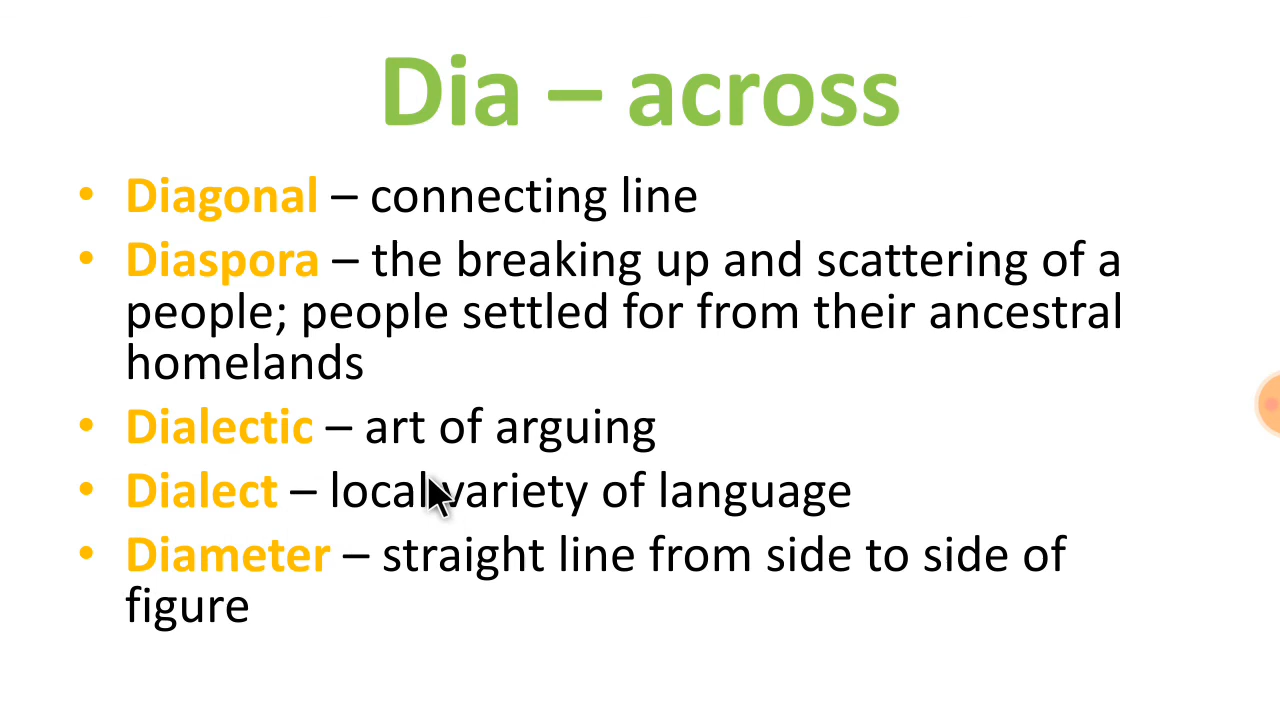 Dia – across
• Diagonal – connecting line
• Diaspora – the breaking up and scattering of a
people; people settled for from their ancestral
homelands
• Dialectic – art of arguing
• Dialect – local variety of language
• Diameter – straight line from side to side of
figure